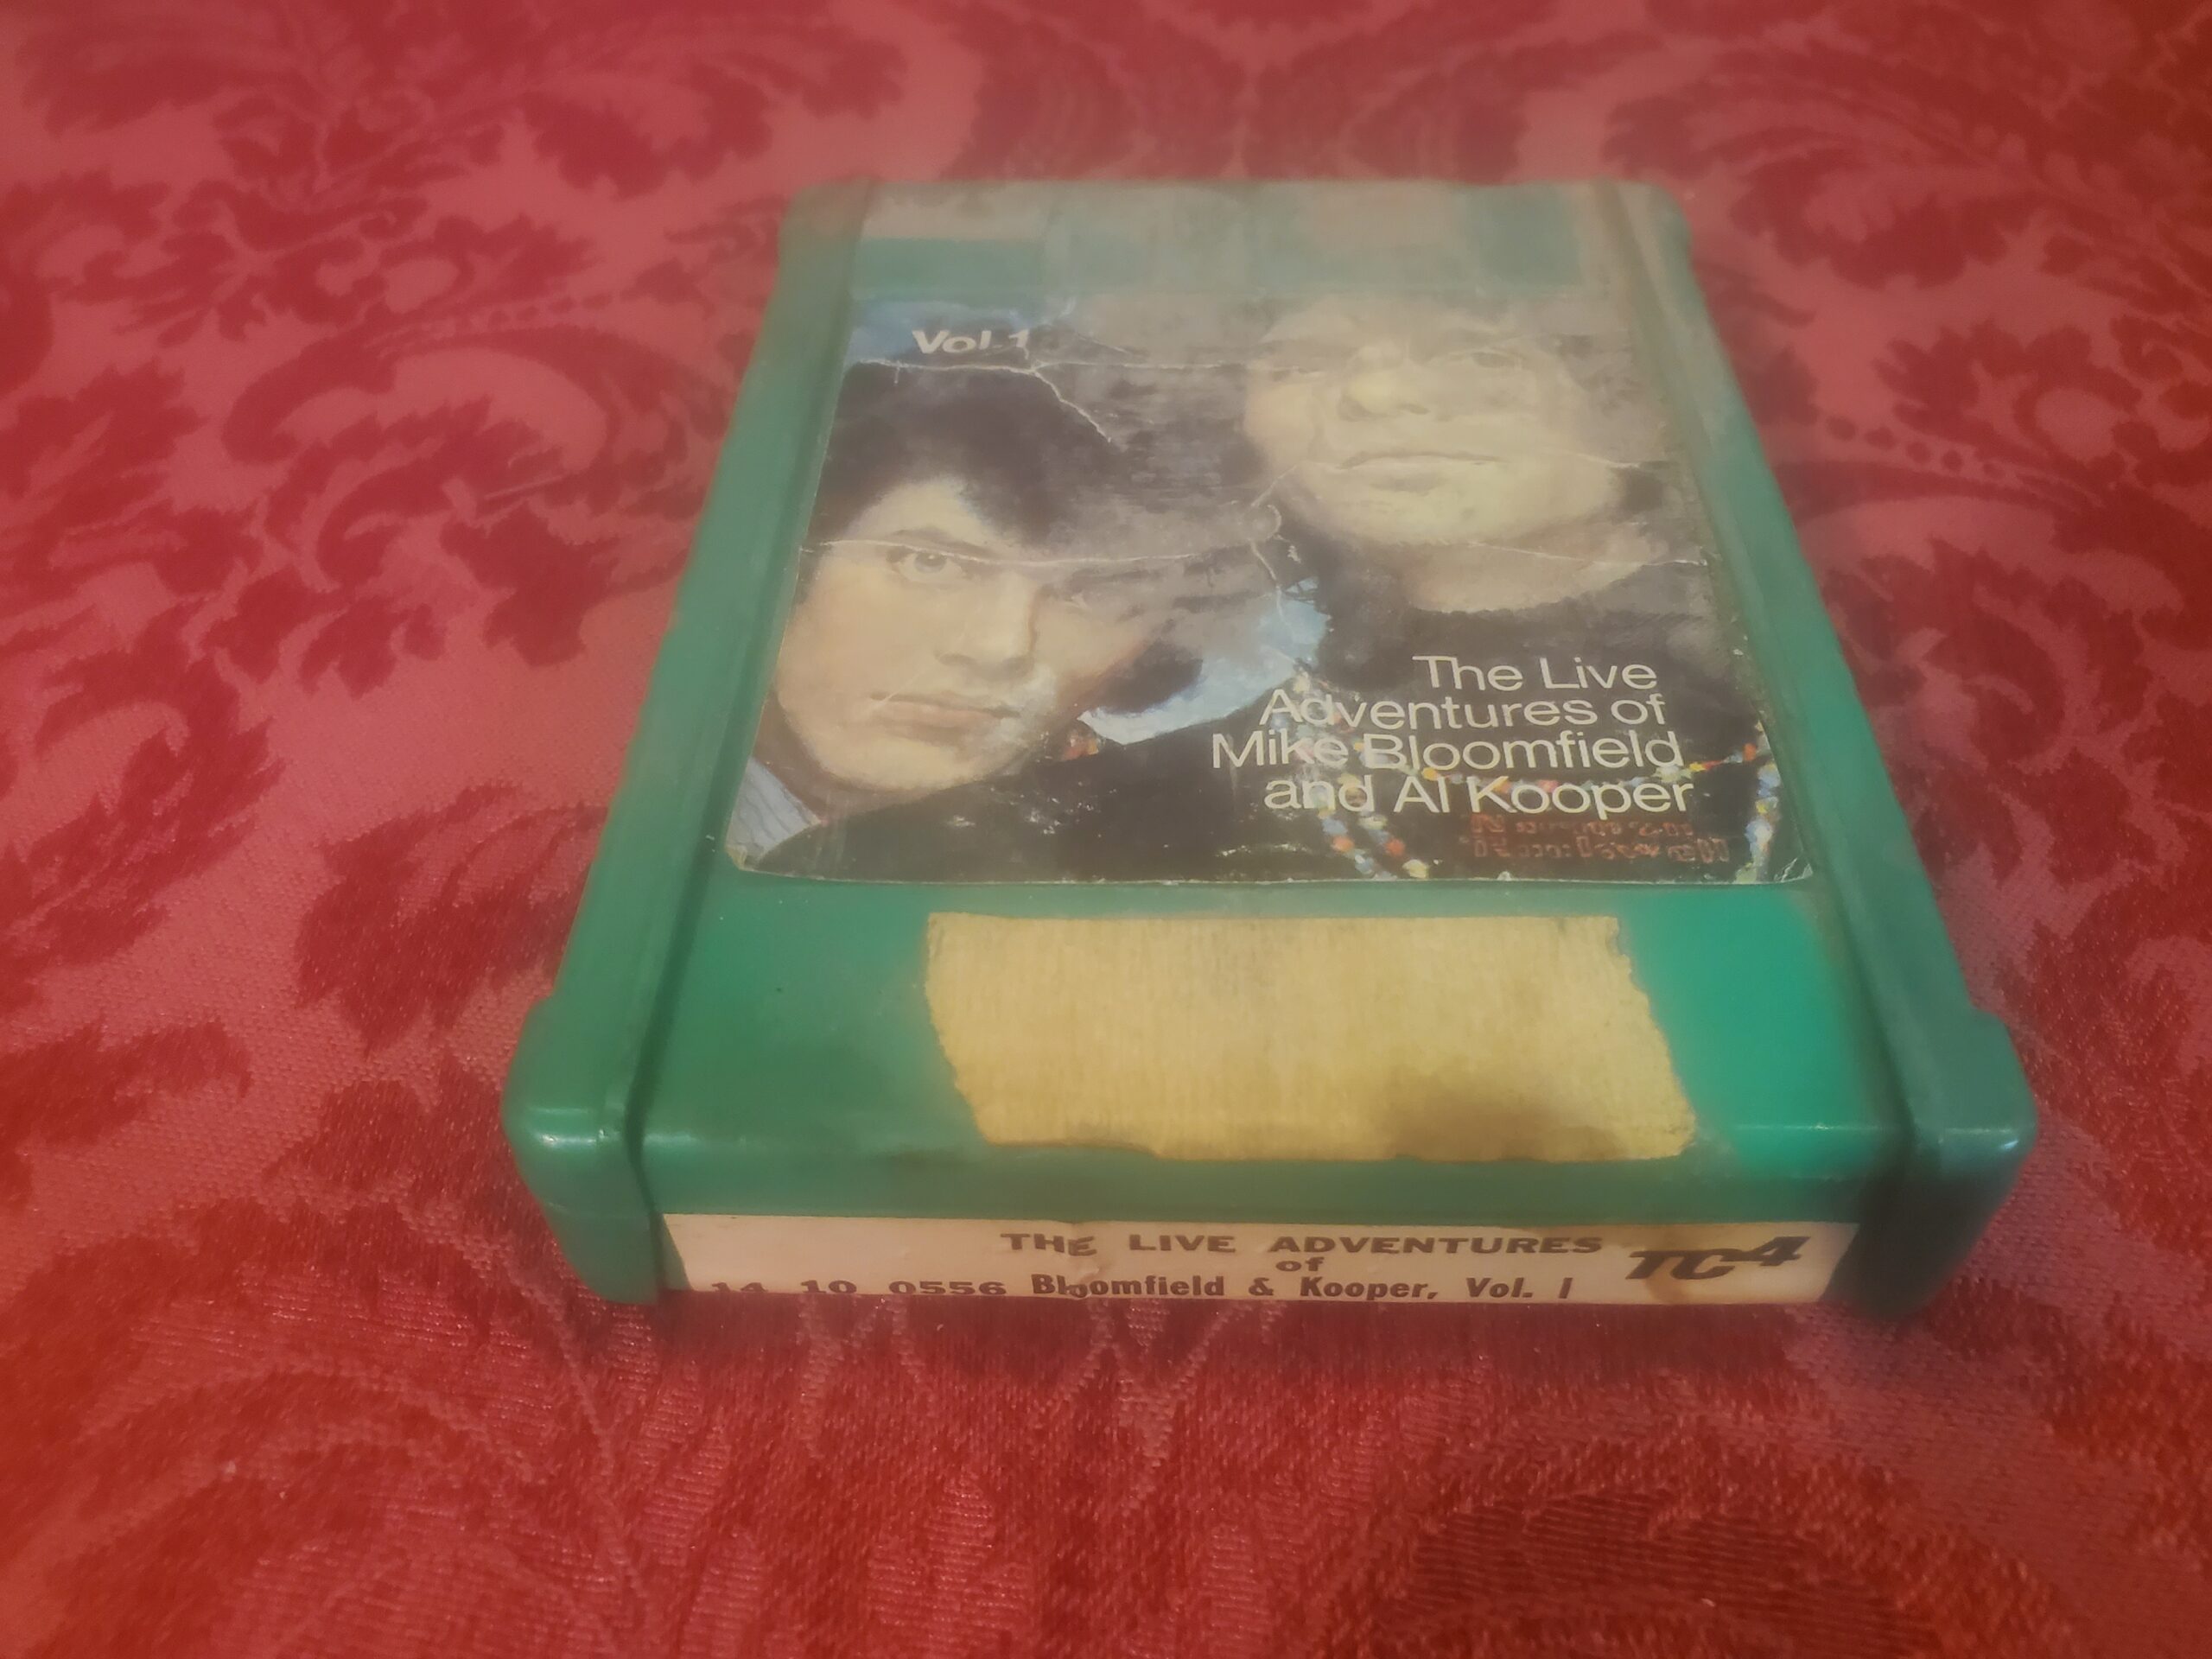 Vol.1
The Live
Adventures of
Mike Bloomfield
and Al Kooper
THE LIVE ADVENTURES
of
14 10 0556 Bloomfield & Kooper, Vol. I
TC4